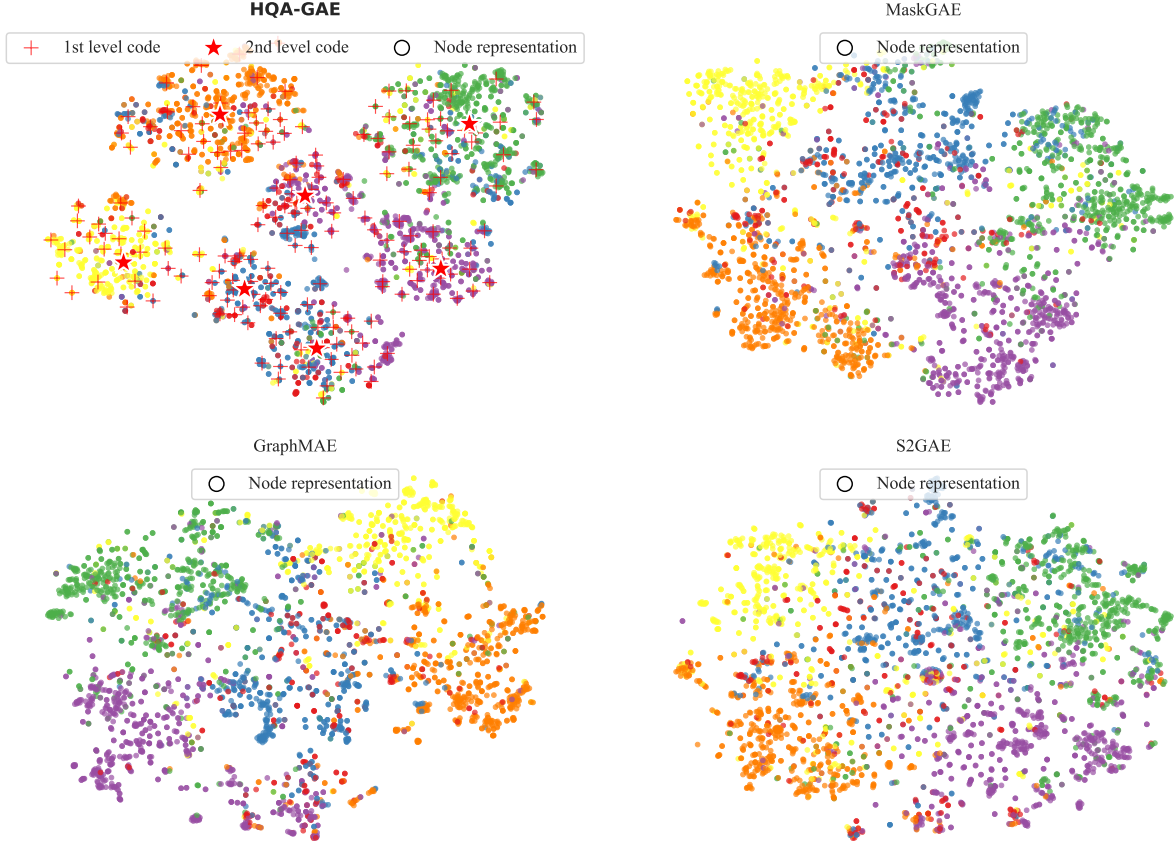 HQA-GAE
1st level code 2nd level code Node representation
MaskGAE
Node representation
GraphMAE
Node representation
S2GAE
Node representation